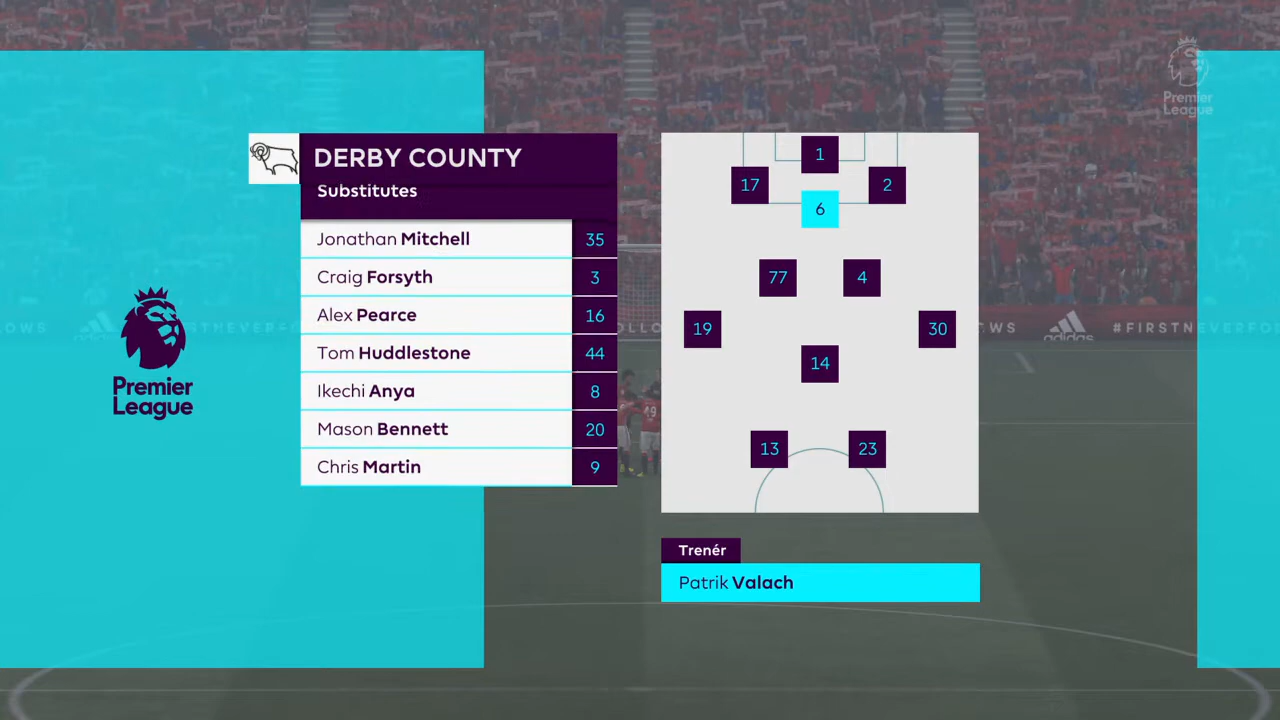 Premier
League
DERBY COUNTY
Substitutes
Jonathan Mitchell 35
Craig Forsyth 3
Alex Pearce 16
Tom Huddlestone 44
Ikechi Anya 8
Mason Bennett 20
Chris Martin 9
1
17 2
6
77 4
19 30
14
13 23
Trenér
Patrik Valach
Premier
League
adidas
#FIRSTNEVERFO